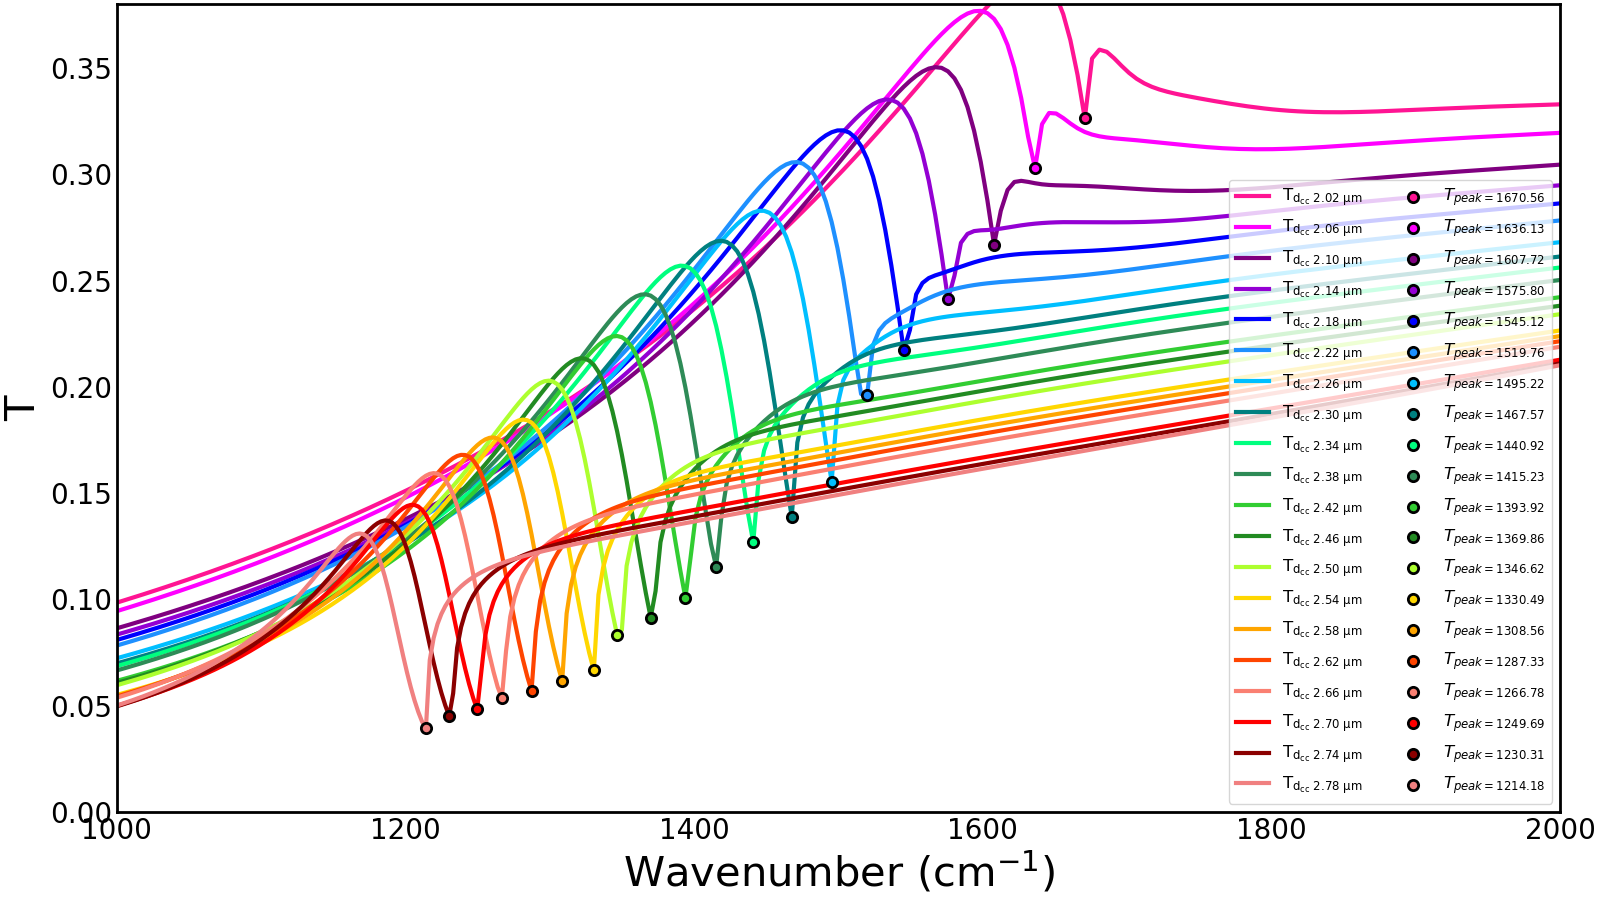 T
0.35
0.30
0.25
0.20
0.15
0.10
0.05
0.00
1000 1200 1400 1600 1800 2000
Wavenumber (cm⁻¹)
T_dcc 2.02 μm T_peak=1670.56
T_dcc 2.06 μm T_peak=1636.13
T_dcc 2.10 μm T_peak=1607.72
T_dcc 2.14 μm T_peak=1575.80
T_dcc 2.18 μm T_peak=1545.12
T_dcc 2.22 μm T_peak=1519.76
T_dcc 2.26 μm T_peak=1495.22
T_dcc 2.30 μm T_peak=1467.57
T_dcc 2.34 μm T_peak=1440.92
T_dcc 2.38 μm T_peak=1415.23
T_dcc 2.42 μm T_peak=1393.92
T_dcc 2.46 μm T_peak=1369.86
T_dcc 2.50 μm T_peak=1346.62
T_dcc 2.54 μm T_peak=1330.49
T_dcc 2.58 μm T_peak=1308.56
T_dcc 2.62 μm T_peak=1287.33
T_dcc 2.66 μm T_peak=1266.78
T_dcc 2.70 μm T_peak=1249.69
T_dcc 2.74 μm T_peak=1230.31
T_dcc 2.78 μm T_peak=1214.18